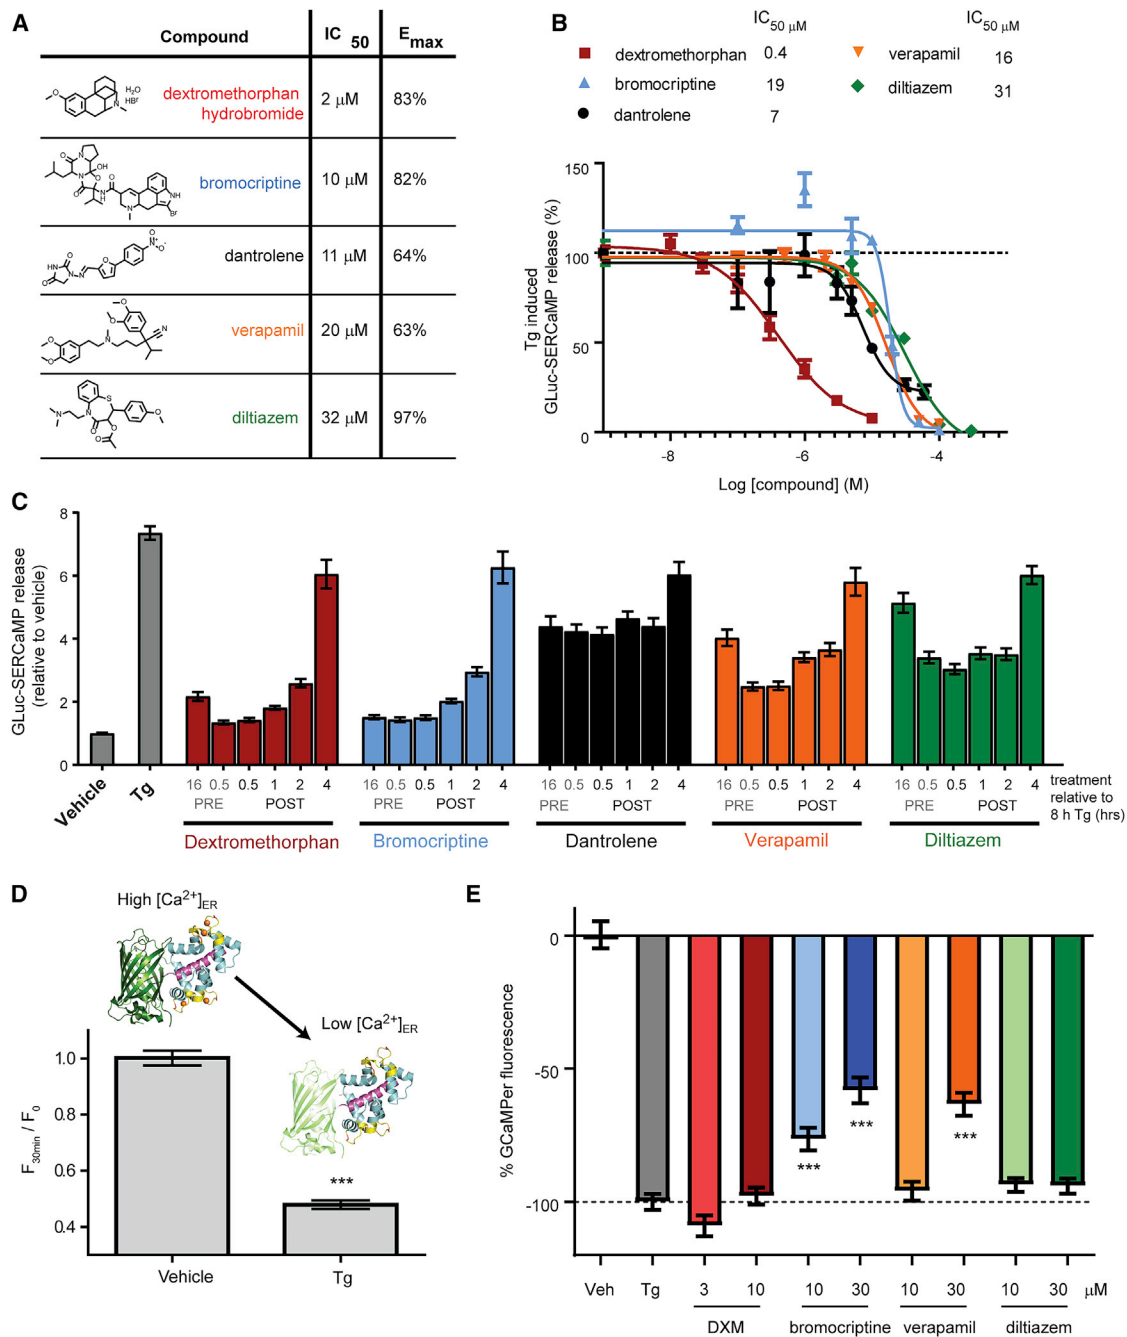 A
Compound IC 50 Emax
H2O
HBr
dextromethorphan
hydrobromide 2 µM 83%
bromocriptine 10 µM 82%
dantrolene 11 µM 64%
verapamil 20 µM 63%
diltiazem 32 µM 97%
B
IC50 µM IC50 µM
dextromethorphan 0.4 verapamil 16
bromocriptine 19 diltiazem 31
dantrolene 7
Tg induced
GLuc-SERCaMP release (%)
150
100
50
0
-8 -6 -4
Log [compound] (M)
C
GLuc-SERCaMP release
(relative to vehicle)
8
6
4
2
0
Vehicle Tg
16 0.5 0.5 1 2 4 16 0.5 0.5 1 2 4 16 0.5 0.5 1 2 4 16 0.5 0.5 1 2 4 16 0.5 0.5 1 2 4
PRE POST PRE POST PRE POST PRE POST PRE POST
treatment
relative to
8 h Tg (hrs)
Dextromethorphan Bromocriptine Dantrolene Verapamil Diltiazem
D
High [Ca2+]ER
Low [Ca2+]ER
F30min / F0
1.0
0.8
0.6
0.4
***
Vehicle Tg
E
% GCaMPer fluorescence
0
-50
-100
*** *** ***
Veh Tg 3 10 10 30 10 30 10 30 µM
DXM bromocriptine verapamil diltiazem